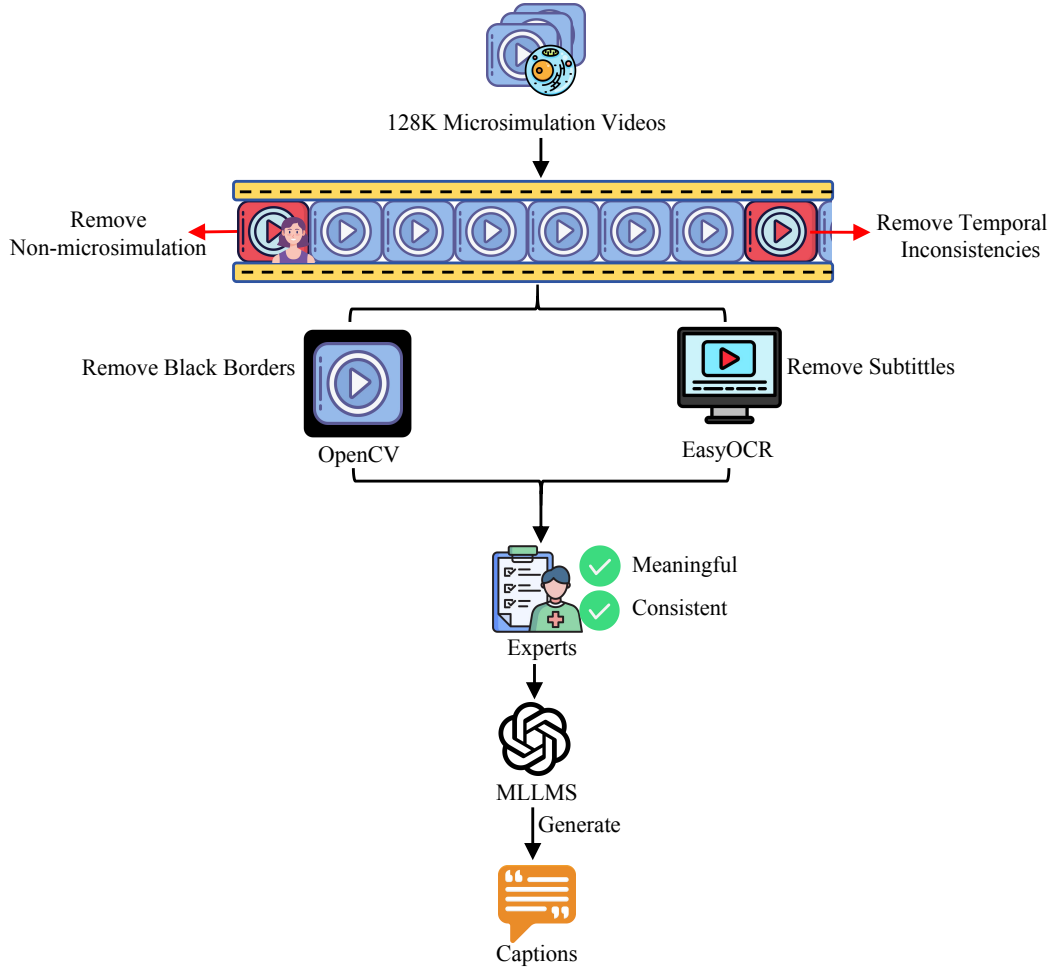 128K Microsimulation Videos
Remove
Non-microsimulation
Remove Temporal
Inconsistencies
Remove Black Borders
Remove Subtittles
OpenCV
EasyOCR
Meaningful
Consistent
Experts
MLLMS
Generate
Captions